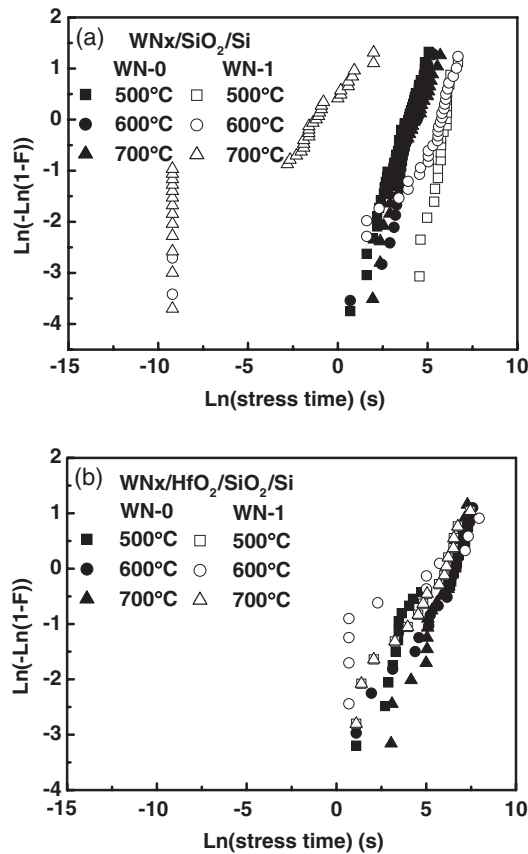 (a)
WNx/SiO₂/Si
WN-0 WN-1
500°C 500°C
600°C 600°C
700°C 700°C
2
1
0
-1
-2
-3
-4
Ln(-Ln(1-F))
-15 -10 -5 0 5 10
Ln(stress time) (s)
(b)
WNx/HfO₂/SiO₂/Si
WN-0 WN-1
500°C 500°C
600°C 600°C
700°C 700°C
2
1
0
-1
-2
-3
-4
-5
Ln(-Ln(1-F))
-15 -10 -5 0 5 10
Ln(stress time) (s)